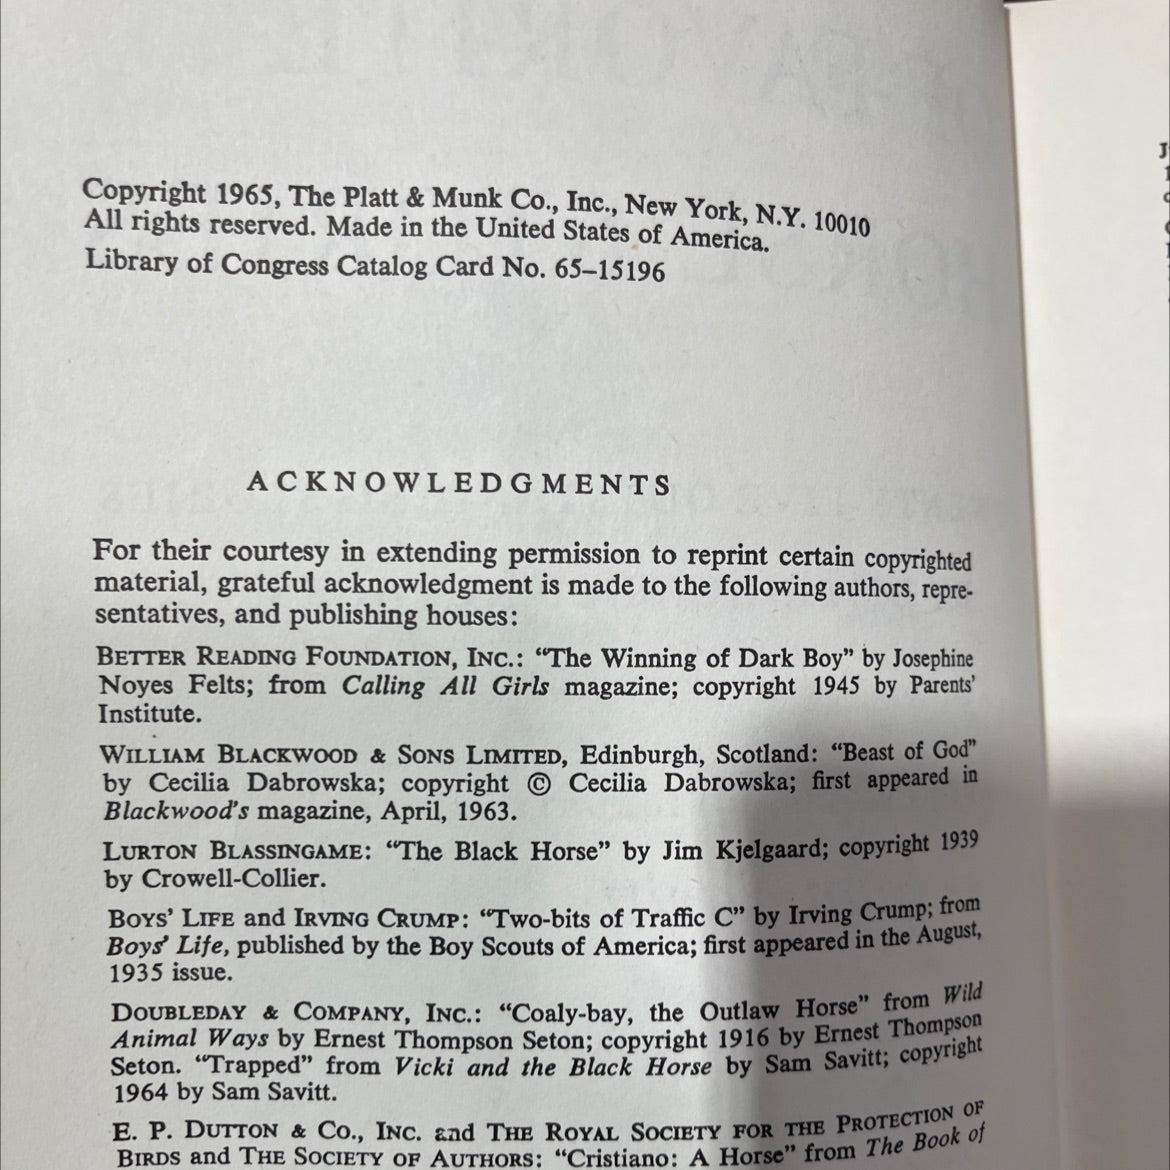 Copyright 1965, The Platt & Munk Co., Inc., New York, N.Y. 10010
All rights reserved. Made in the United States of America.
Library of Congress Catalog Card No. 65–15196
ACKNOWLEDGMENTS
For their courtesy in extending permission to reprint certain copyrighted
material, grateful acknowledgment is made to the following authors, repre-
sentatives, and publishing houses:
BETTER READING FOUNDATION, INC.: “The Winning of Dark Boy” by Josephine
Noyes Felts; from Calling All Girls magazine; copyright 1945 by Parents’
Institute.
WILLIAM BLACKWOOD & SONS LIMITED, Edinburgh, Scotland: “Beast of God”
by Cecilia Dabrowska; copyright © Cecilia Dabrowska; first appeared in
Blackwood’s magazine, April, 1963.
LURTON BLASSINGAME: “The Black Horse” by Jim Kjelgaard; copyright 1939
by Crowell-Collier.
BOYS’ LIFE and IRVING CRUMP: “Two-bits of Traffic C” by Irving Crump; from
Boys’ Life, published by the Boy Scouts of America; first appeared in the August,
1935 issue.
DOUBLEDAY & COMPANY, INC.: “Coaly-bay, the Outlaw Horse” from Wild
Animal Ways by Ernest Thompson Seton; copyright 1916 by Ernest Thompson
Seton. “Trapped” from Vicki and the Black Horse by Sam Savitt; copyright
1964 by Sam Savitt.
E. P. DUTTON & CO., INC. and THE ROYAL SOCIETY FOR THE PROTECTION OF
BIRDS and THE SOCIETY OF AUTHORS: “Cristiano: A Horse” from The Book of